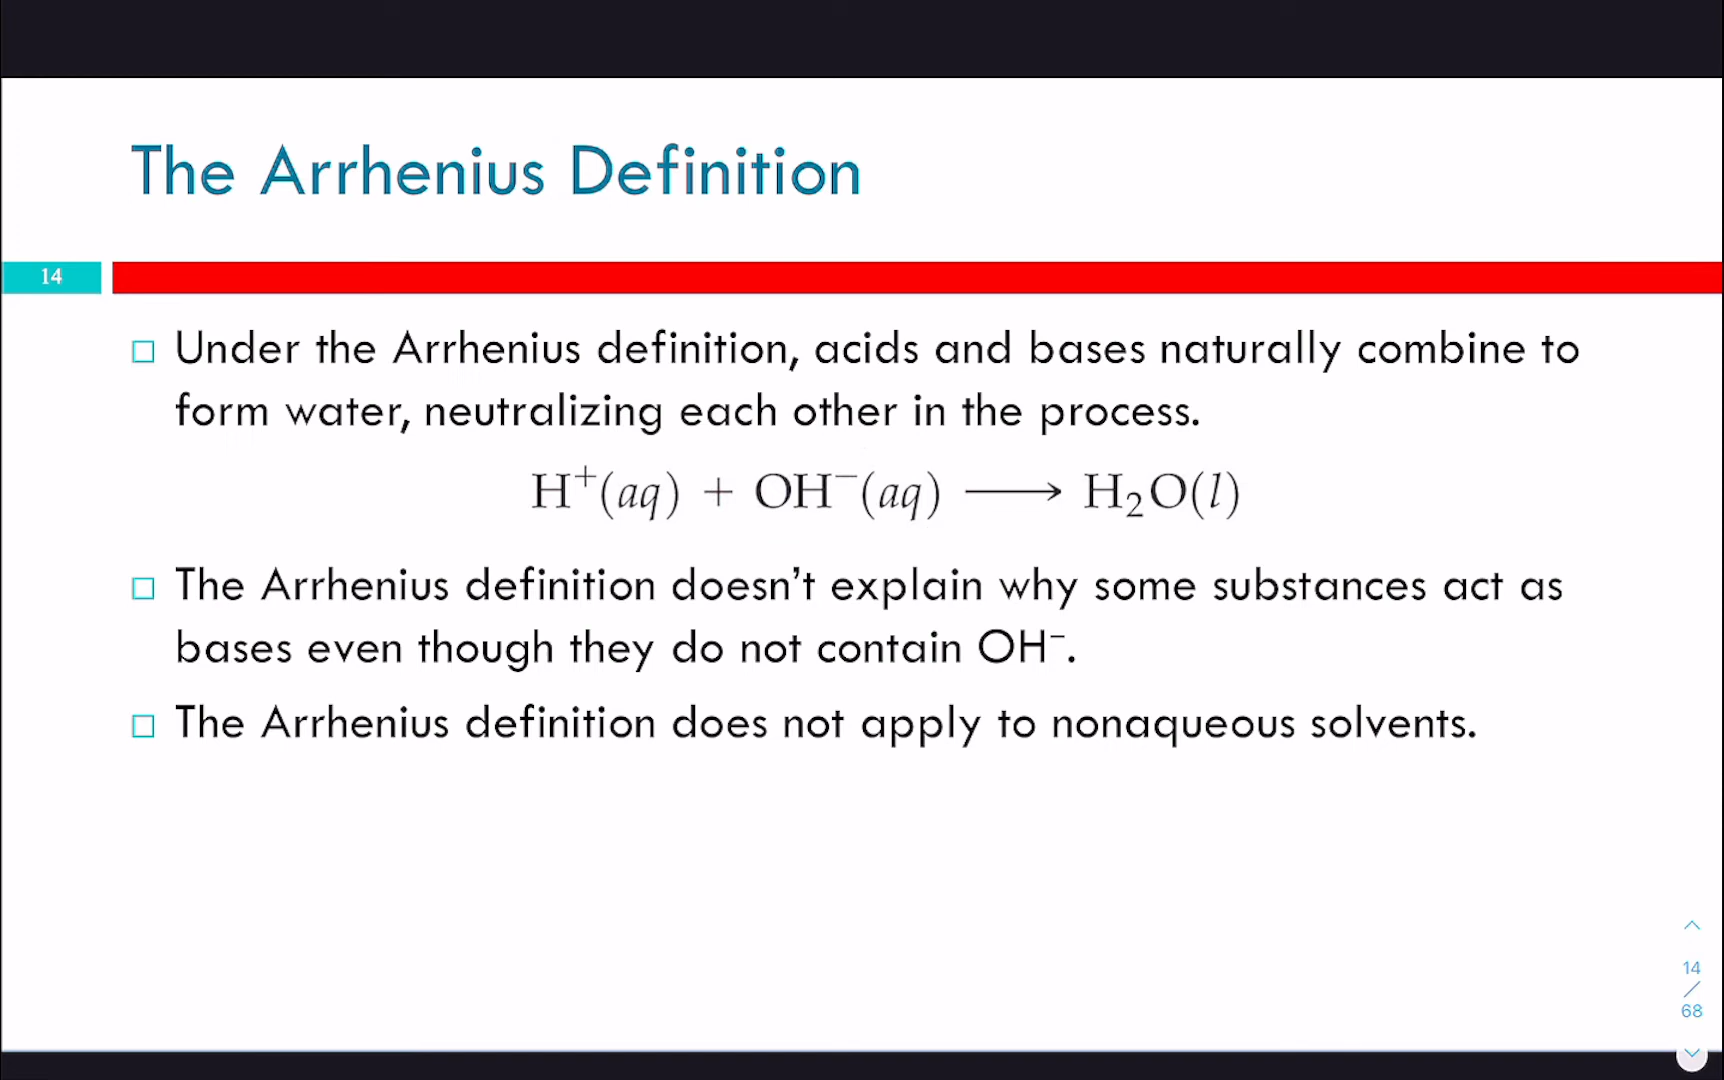 The Arrhenius Definition
14
□ Under the Arrhenius definition, acids and bases naturally combine to
form water, neutralizing each other in the process.
H⁺(aq) + OH⁻(aq) ⟶ H₂O(l)
□ The Arrhenius definition doesn’t explain why some substances act as
bases even though they do not contain OH⁻.
□ The Arrhenius definition does not apply to nonaqueous solvents.
14
/
68